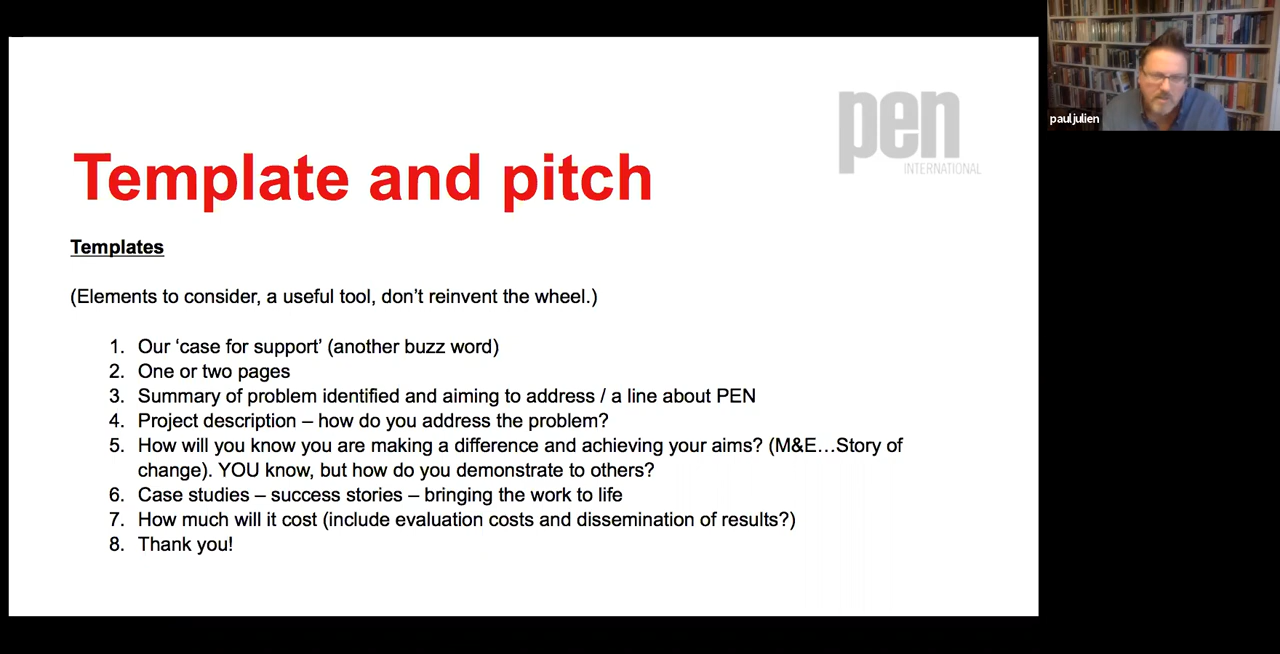 pen
INTERNATIONAL
pauljulien
Template and pitch
Templates
(Elements to consider, a useful tool, don’t reinvent the wheel.)
1. Our ‘case for support’ (another buzz word)
2. One or two pages
3. Summary of problem identified and aiming to address / a line about PEN
4. Project description – how do you address the problem?
5. How will you know you are making a difference and achieving your aims? (M&E…Story of
change). YOU know, but how do you demonstrate to others?
6. Case studies – success stories – bringing the work to life
7. How much will it cost (include evaluation costs and dissemination of results?)
8. Thank you!